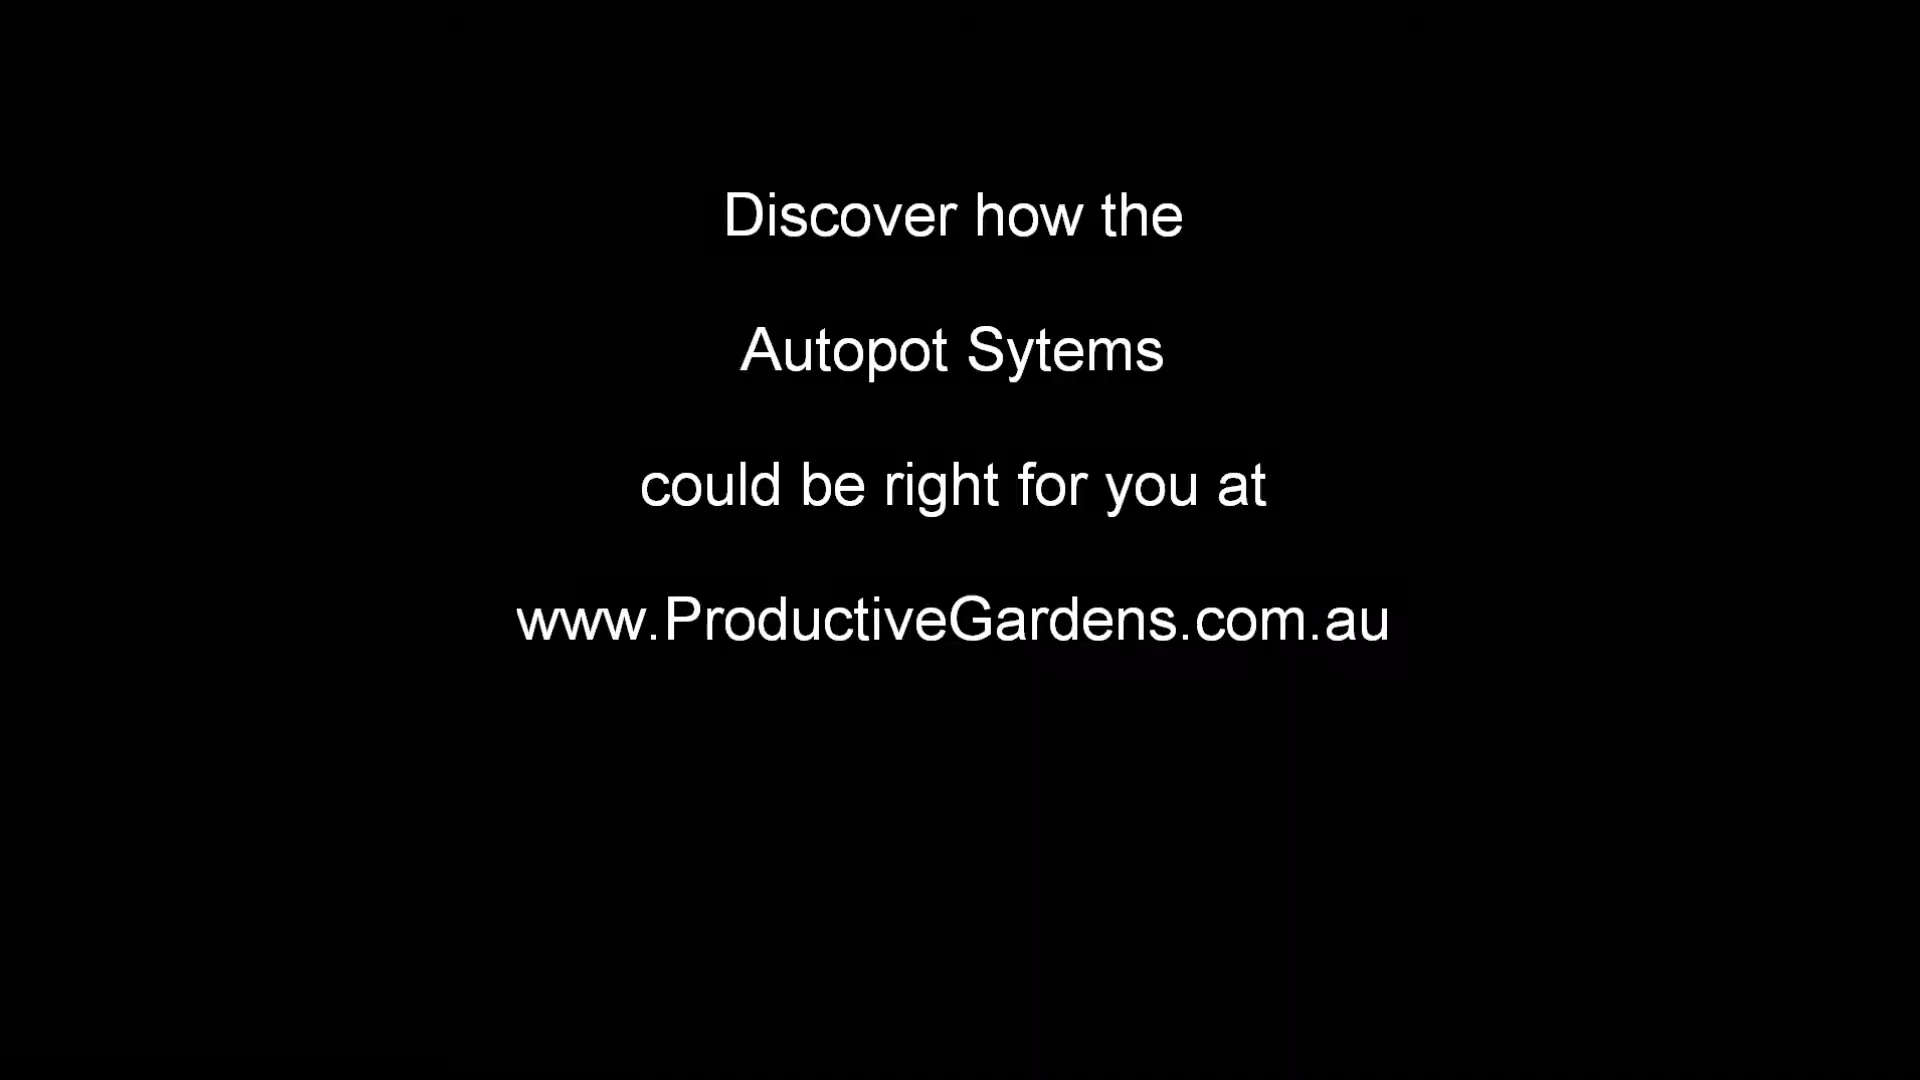 Discover how the
Autopot Sytems
could be right for you at
www.ProductiveGardens.com.au